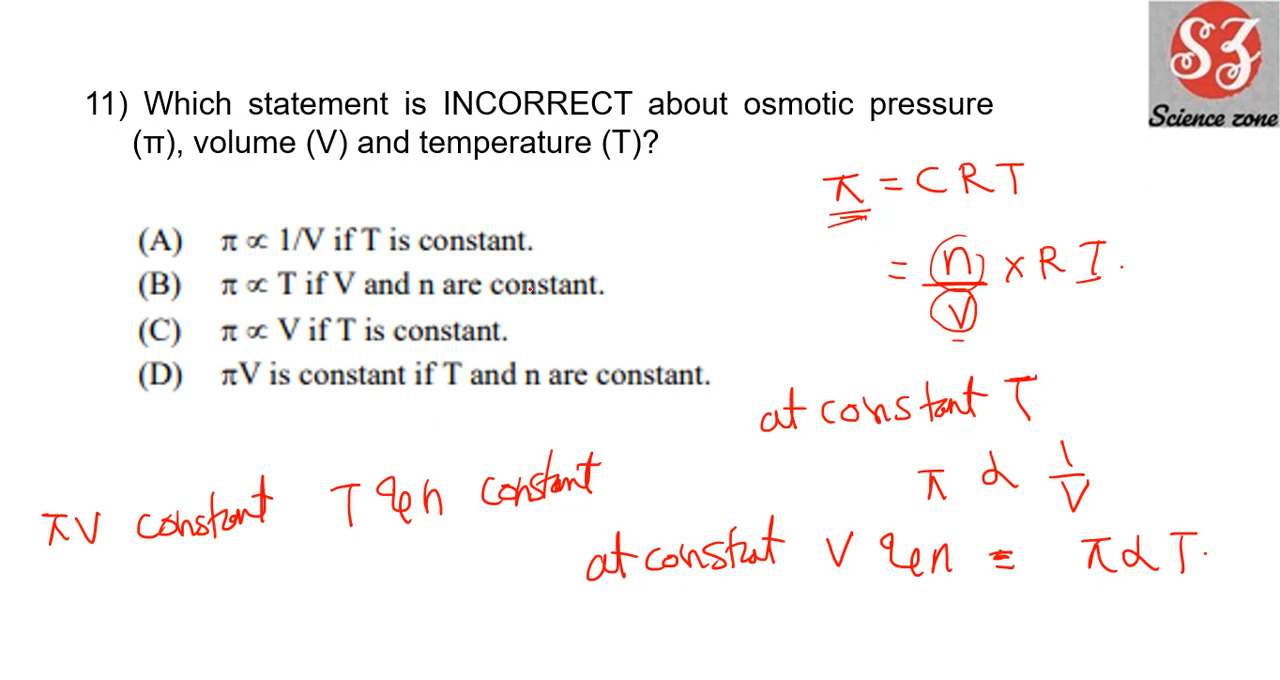 SZ
Science zone
11) Which statement is INCORRECT about osmotic pressure
(π), volume (V) and temperature (T)?
π = C R T
= n/V × R T.
(A) π ∝ 1/V if T is constant.
(B) π ∝ T if V and n are constant.
(C) π ∝ V if T is constant.
(D) πV is constant if T and n are constant.
at constant T
π ∝ 1/V
πV constant T & n constant
at constant V & n = π ∝ T.